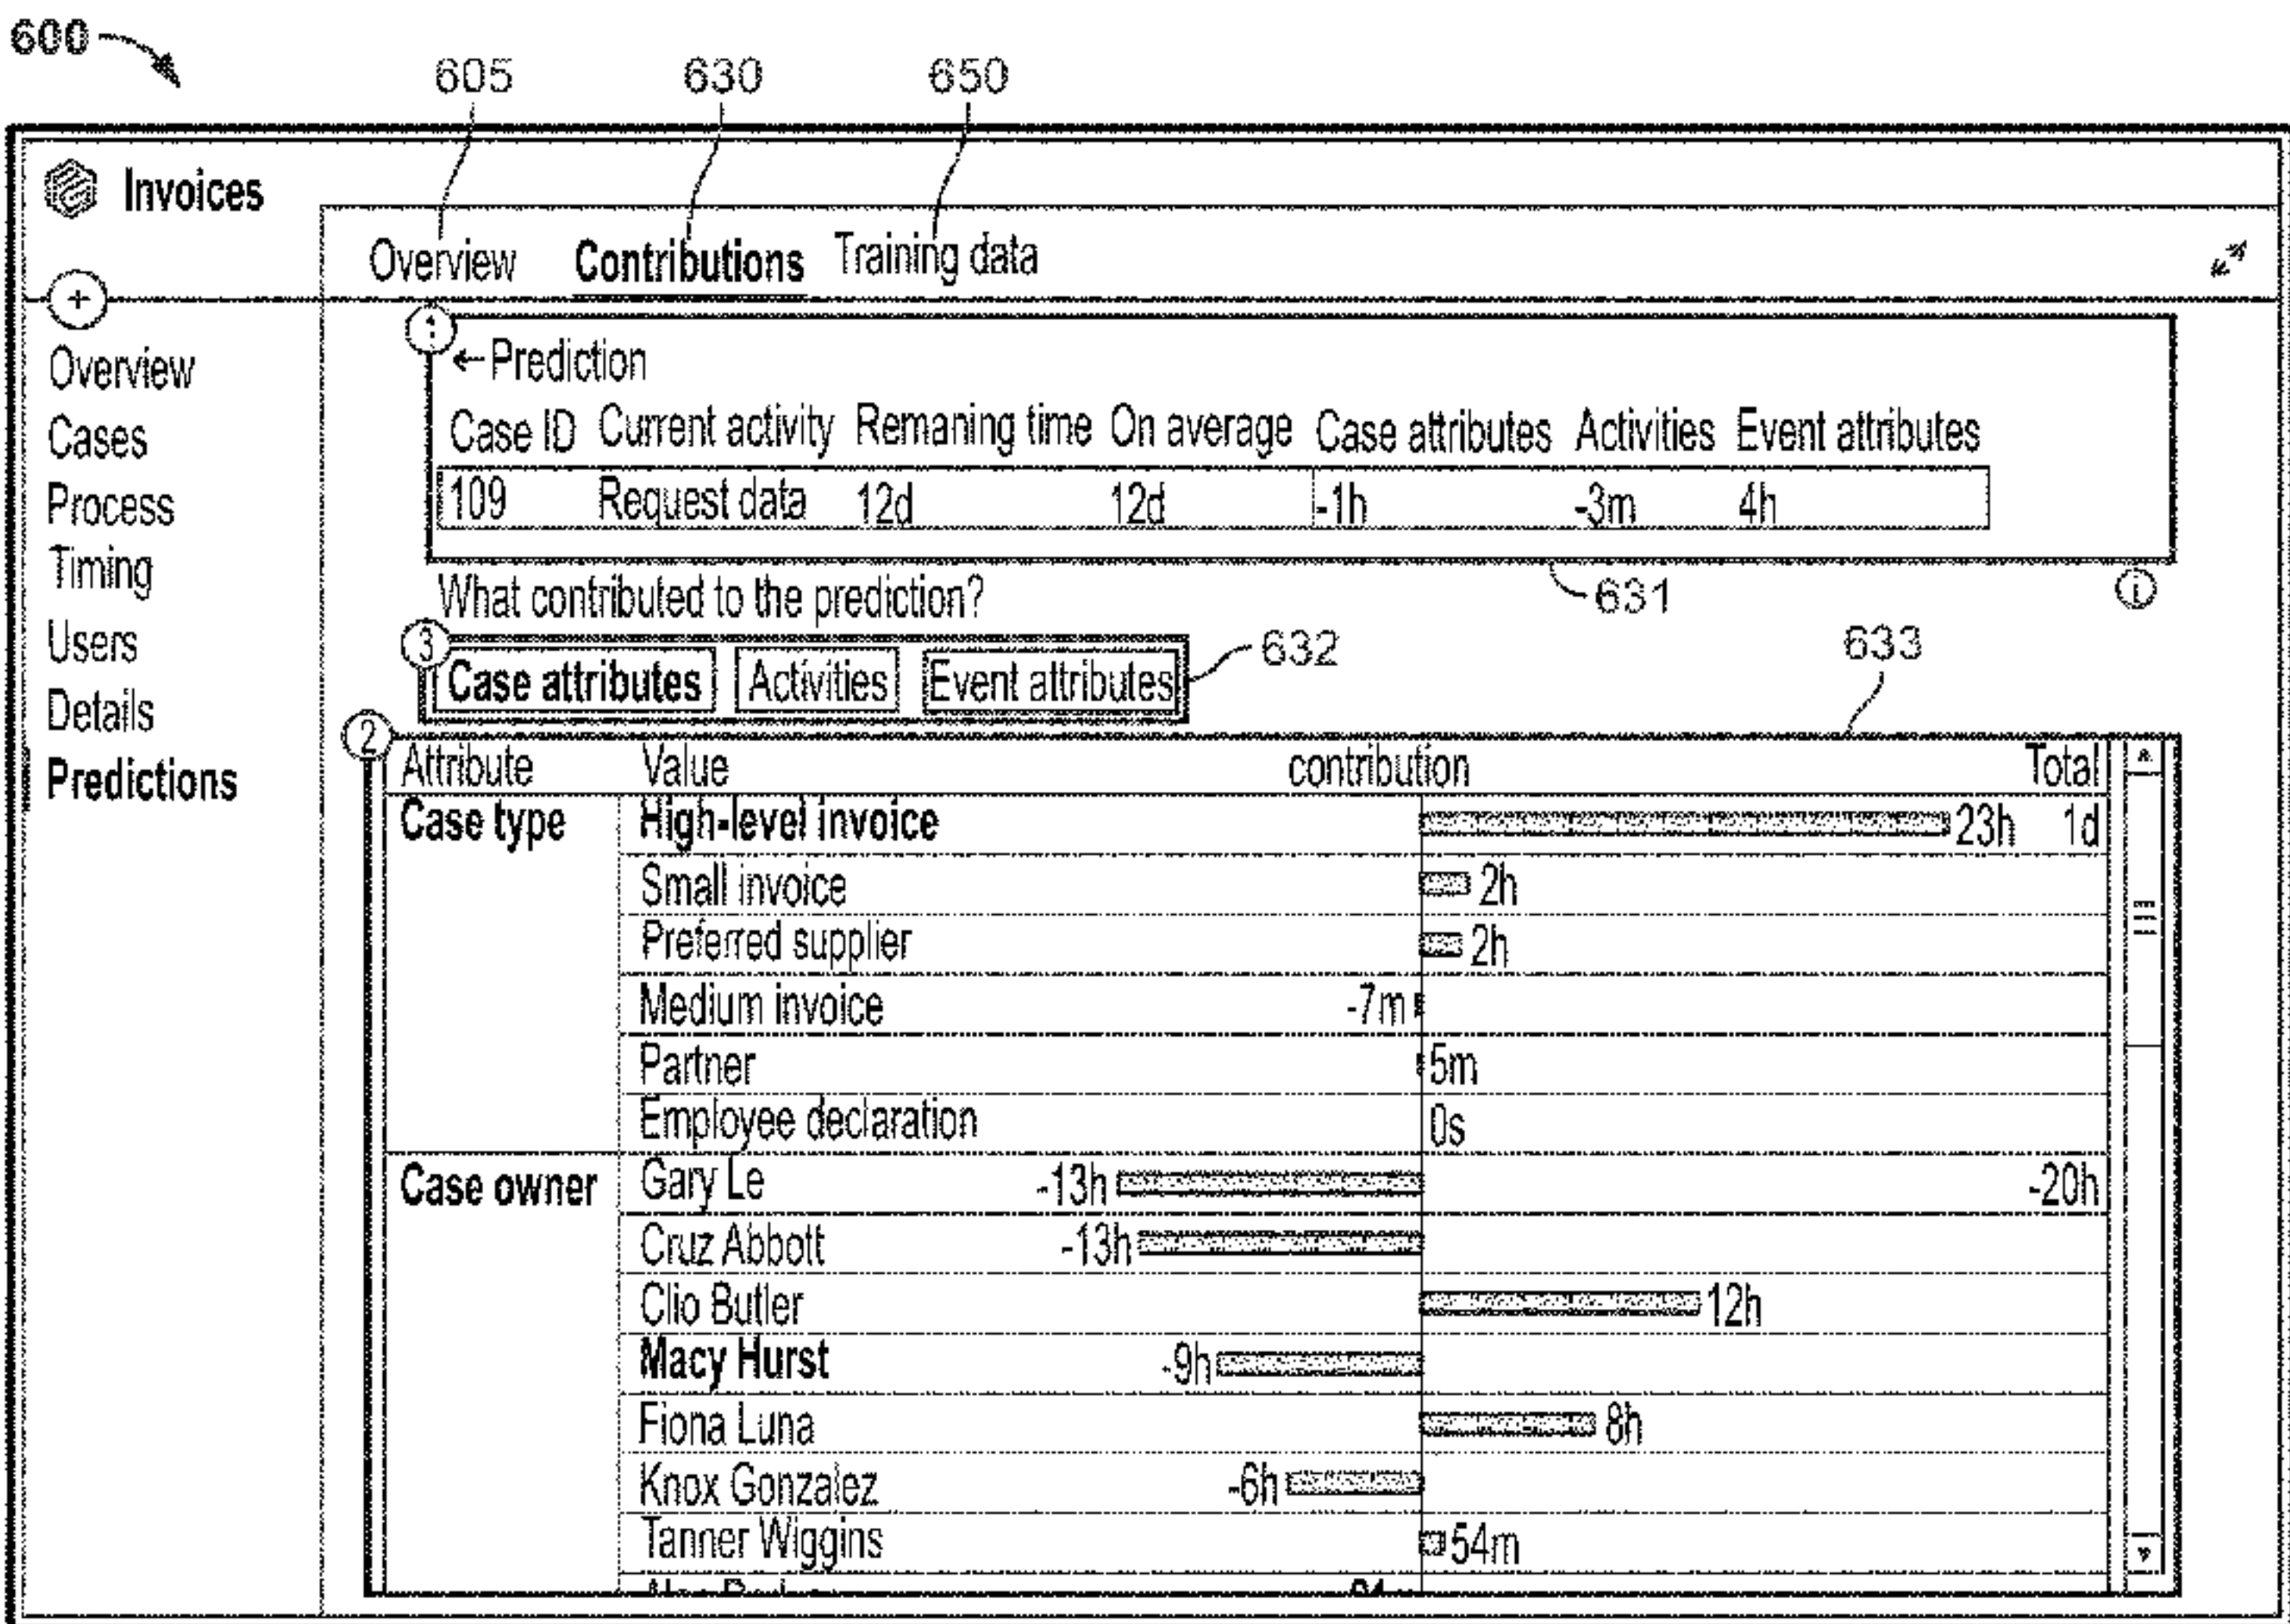 600
605 630 650
Invoices
Overview Contributions Training data
+
Overview
Cases
Process
Timing
Users
Details
Predictions
1
←Prediction
Case ID Current activity Remaning time On average Case attributes Activities Event attributes
109 Request data 12d 12d -1h -3m 4h
631
What contributed to the prediction?
i
3
Case attributes Activities Event attributes
632
633
2
Attribute Value contribution Total
Case type High-level invoice 23h 1d
Small invoice 2h
Preferred supplier 2h
Medium invoice -7m
Partner 5m
Employee declaration 0s
Case owner Gary Le -13h -20h
Cruz Abbott -13h
Clio Butler 12h
Macy Hurst -9h
Fiona Luna 8h
Knox Gonzalez -6h
Tanner Wiggins 54m